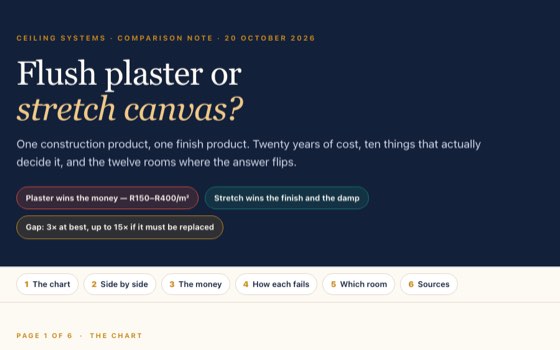 CEILING SYSTEMS · COMPARISON NOTE · 20 OCTOBER 2026
Flush plaster or
stretch canvas?
One construction product, one finish product. Twenty years of cost, ten things that actually
decide it, and the twelve rooms where the answer flips.
Plaster wins the money — R150–R400/m²
Stretch wins the finish and the damp
Gap: 3× at best, up to 15× if it must be replaced
1 The chart
2 Side by side
3 The money
4 How each fails
5 Which room
6 Sources
PAGE 1 OF 6 · THE CHART